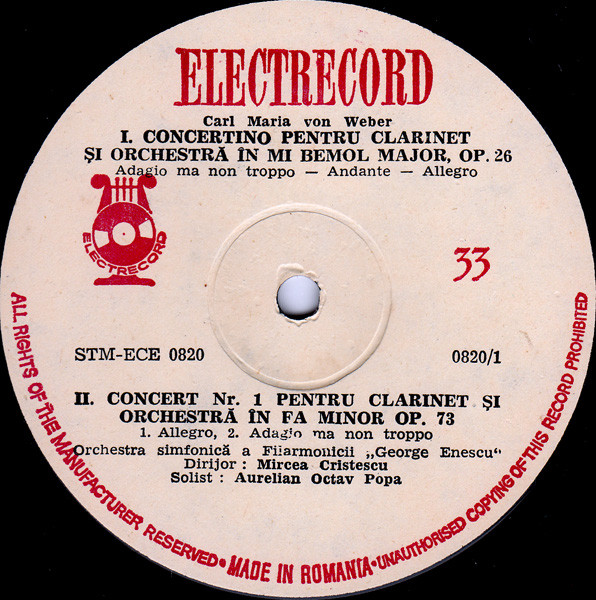 ELECTRECORD
Carl Maria von Weber
I. CONCERTINO PENTRU CLARINET
ȘI ORCHESTRĂ ÎN MI BEMOL MAJOR, OP. 26
Adagio ma non troppo — Andante — Allegro
ELECTRECORD
33
STM-ECE 0820
0820/1
II. CONCERT Nr. 1 PENTRU CLARINET ȘI
ORCHESTRĂ ÎN FA MINOR OP. 73
1. Allegro, 2. Adagio ma non troppo
Orchestra simfonică a Filarmonicii „George Enescu“
Dirijor : Mircea Cristescu
Solist : Aurelian Octav Popa
ALL RIGHTS OF THE MANUFACTURER RESERVED • MADE IN ROMANIA • UNAUTHORISED COPYING OF THIS RECORD PROHIBITED